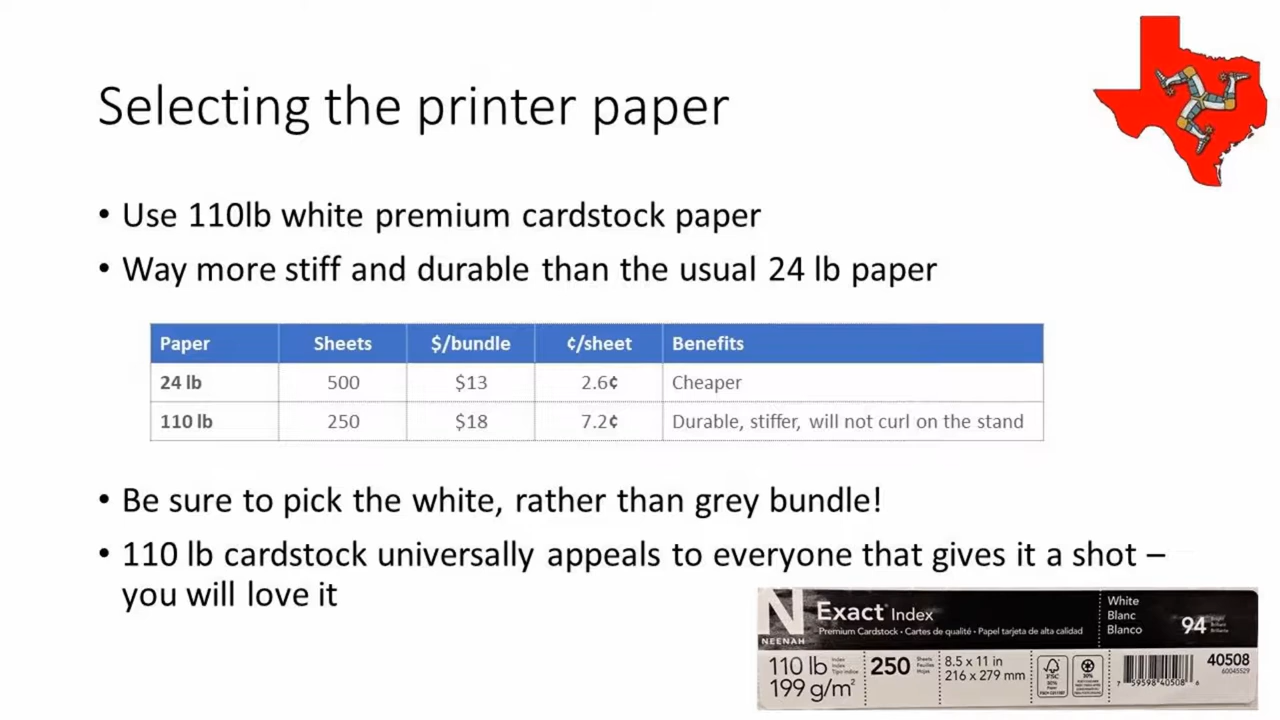 Selecting the printer paper
• Use 110lb white premium cardstock paper
• Way more stiff and durable than the usual 24 lb paper
Paper Sheets $/bundle ¢/sheet Benefits
24 lb 500 $13 2.6¢ Cheaper
110 lb 250 $18 7.2¢ Durable, stiffer, will not curl on the stand
• Be sure to pick the white, rather than grey bundle!
• 110 lb cardstock universally appeals to everyone that gives it a shot –
you will love it
N
NEENAH
Exact Index
Premium Cardstock • Cartes de qualité • Papel tarjeta de alta calidad
White
Blanc
Blanco
94
110 lb
199 g/m²
250
Sheets
Feuilles
Hojas
8.5 x 11 in
216 x 279 mm
FSC
40508